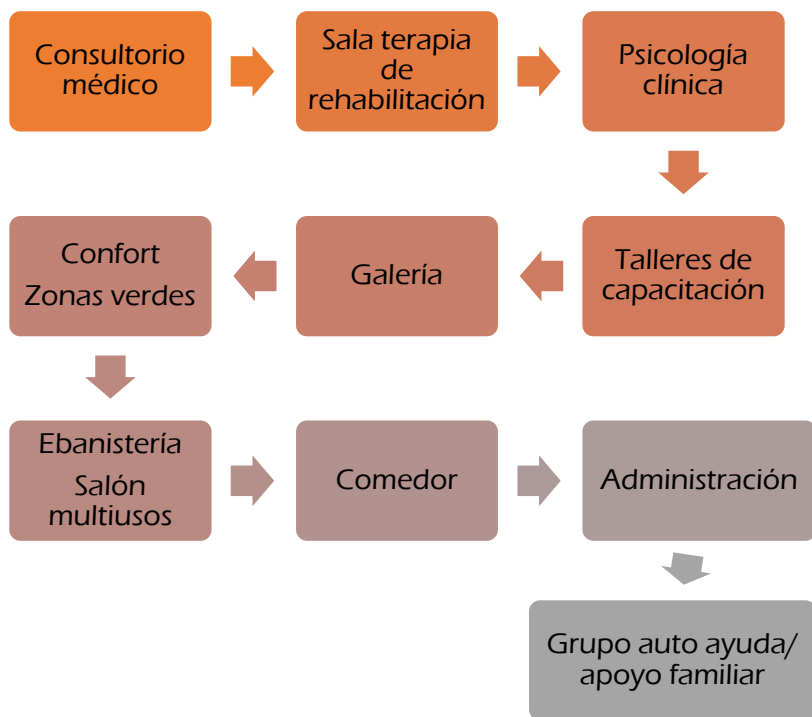 Consultorio
médico
Sala terapia
de
rehabilitación
Psicología
clínica
Talleres de
capacitación
Galería
Confort
Zonas verdes
Ebanistería
Salón
multiusos
Comedor
Administración
Grupo auto ayuda/
apoyo familiar